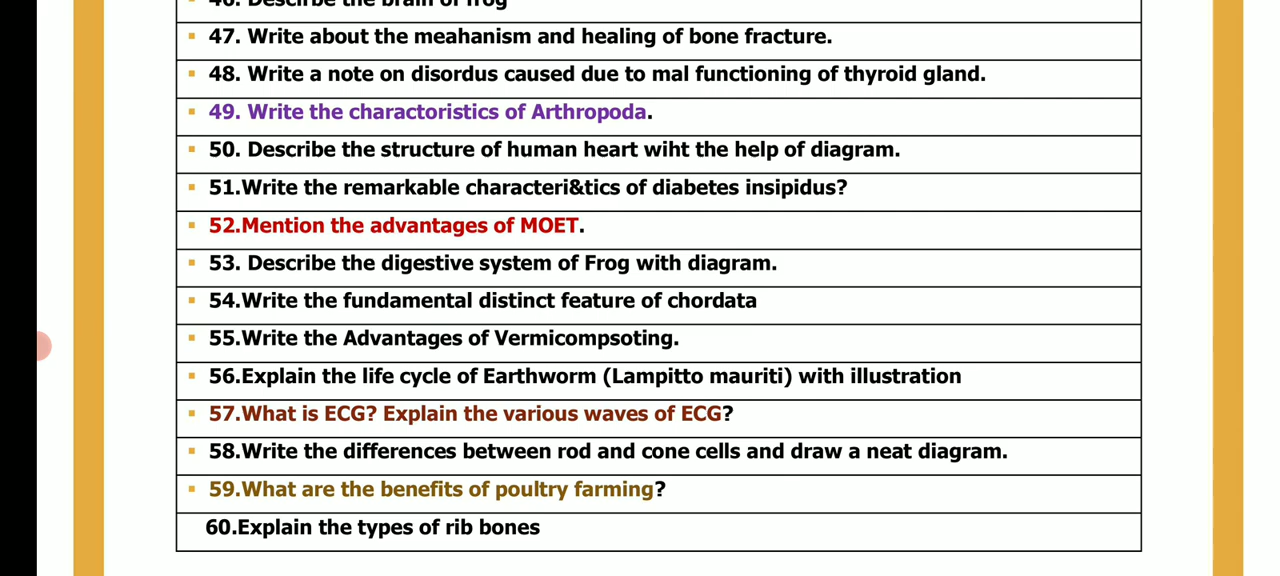 46. Descirbe the brain of frog
47. Write about the meahanism and healing of bone fracture.
48. Write a note on disordus caused due to mal functioning of thyroid gland.
49. Write the charactoristics of Arthropoda.
50. Describe the structure of human heart wiht the help of diagram.
51.Write the remarkable characteri&tics of diabetes insipidus?
52.Mention the advantages of MOET.
53. Describe the digestive system of Frog with diagram.
54.Write the fundamental distinct feature of chordata
55.Write the Advantages of Vermicompsoting.
56.Explain the life cycle of Earthworm (Lampitto mauriti) with illustration
57.What is ECG? Explain the various waves of ECG?
58.Write the differences between rod and cone cells and draw a neat diagram.
59.What are the benefits of poultry farming?
60.Explain the types of rib bones